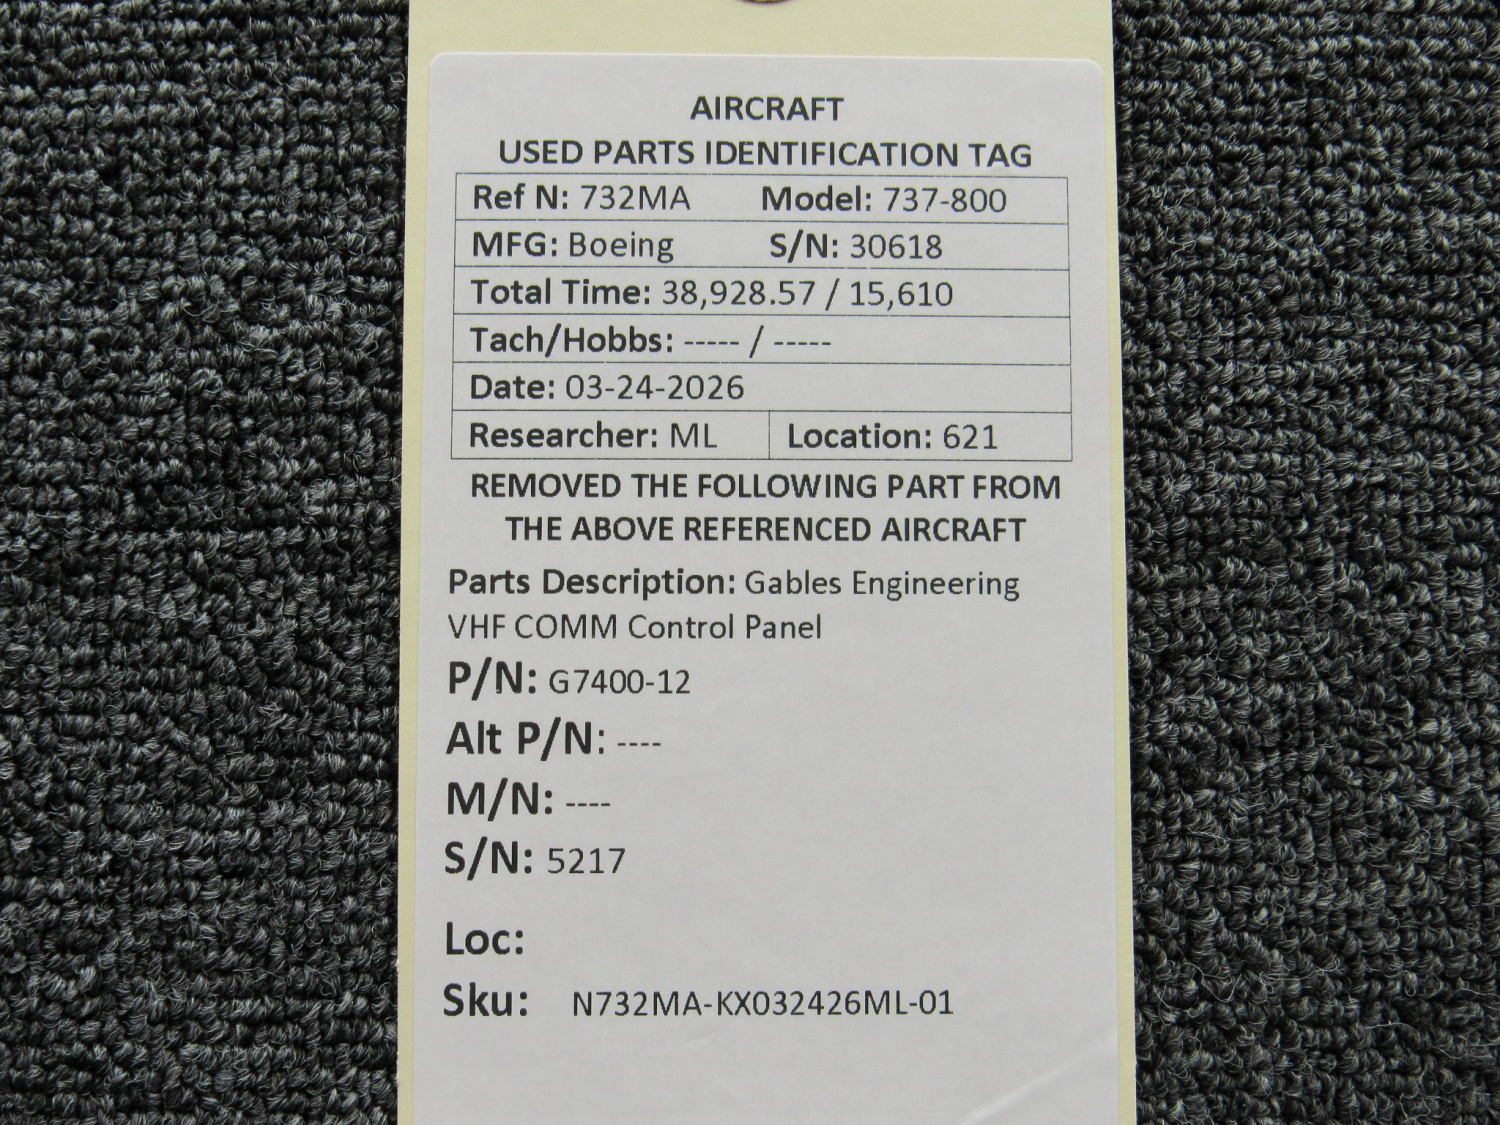 AIRCRAFT
USED PARTS IDENTIFICATION TAG
Ref N: 732MA Model: 737-800
MFG: Boeing S/N: 30618
Total Time: 38,928.57 / 15,610
Tach/Hobbs: ----- / -----
Date: 03-24-2026
Researcher: ML Location: 621
REMOVED THE FOLLOWING PART FROM
THE ABOVE REFERENCED AIRCRAFT
Parts Description: Gables Engineering
VHF COMM Control Panel
P/N: G7400-12
Alt P/N: ----
M/N: ----
S/N: 5217
Loc:
Sku: N732MA-KX032426ML-01